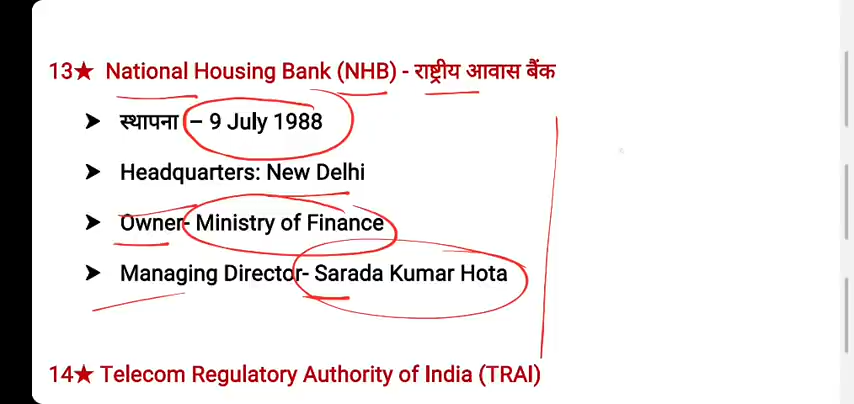 13★ National Housing Bank (NHB) - राष्ट्रीय आवास बैंक
➤ स्थापना – 9 July 1988
➤ Headquarters: New Delhi
➤ Owner- Ministry of Finance
➤ Managing Director- Sarada Kumar Hota
14★ Telecom Regulatory Authority of India (TRAI)